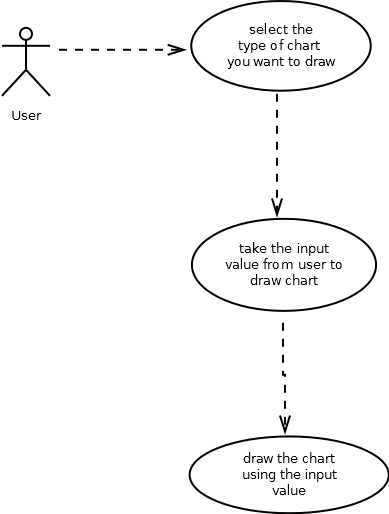 select the
type of chart
you want to draw
User
take the input
value from user to
draw chart
draw the chart
using the input
value